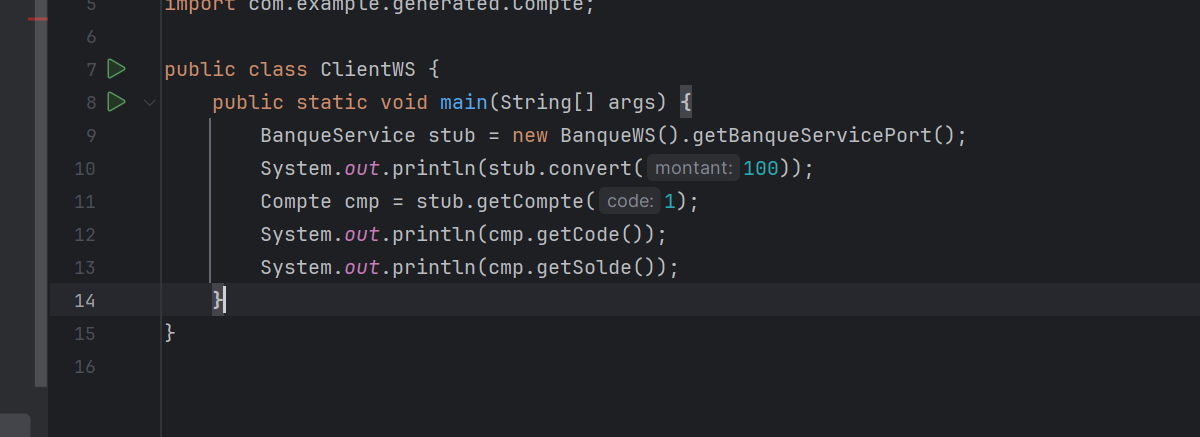 5 import com.example.generated.Compte;
6
7 public class ClientWS {
8 public static void main(String[] args) {
9 BanqueService stub = new BanqueWS().getBanqueServicePort();
10 System.out.println(stub.convert( montant: 100));
11 Compte cmp = stub.getCompte( code: 1);
12 System.out.println(cmp.getCode());
13 System.out.println(cmp.getSolde());
14 }
15 }
16